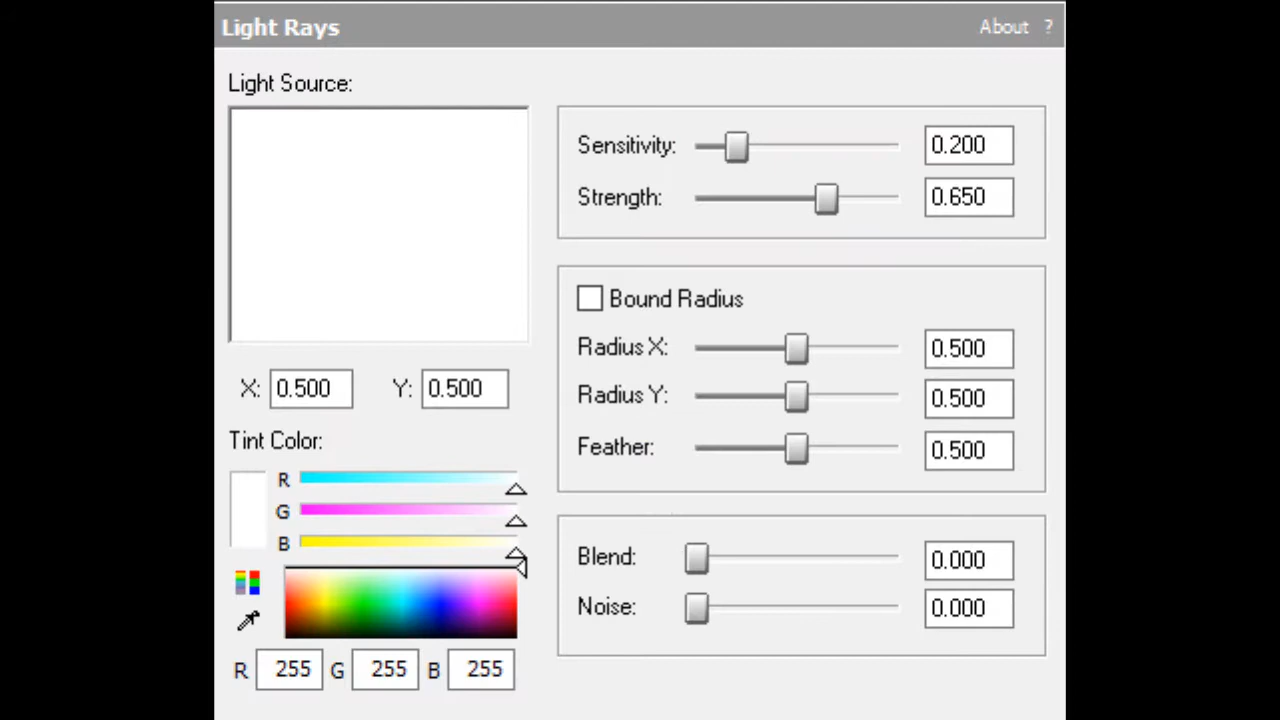 Light Rays About ?
Light Source:
X: 0.500 Y: 0.500
Tint Color:
R
G
B
R 255 G 255 B 255
Sensitivity: 0.200
Strength: 0.650
Bound Radius
Radius X: 0.500
Radius Y: 0.500
Feather: 0.500
Blend: 0.000
Noise: 0.000